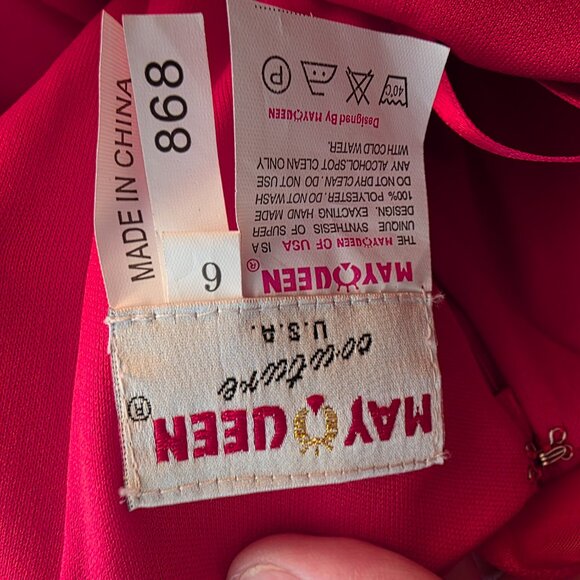 MAY QUEEN ®
couture
U.S.A.
6
MAY QUEEN ®
THE MAYQUEEN OF USA IS A
UNIQUE SYNTHESIS OF SUPER
DESIGN. EXACTING HAND MADE
100% POLYESTER. DO NOT WASH
DO NOT DRY CLEAN. DO NOT USE
ANY ALCOHOL.SPOT CLEAN ONLY
WITH COLD WATER.
Designed By MAYQUEEN
40°C
P
868
MADE IN CHINA